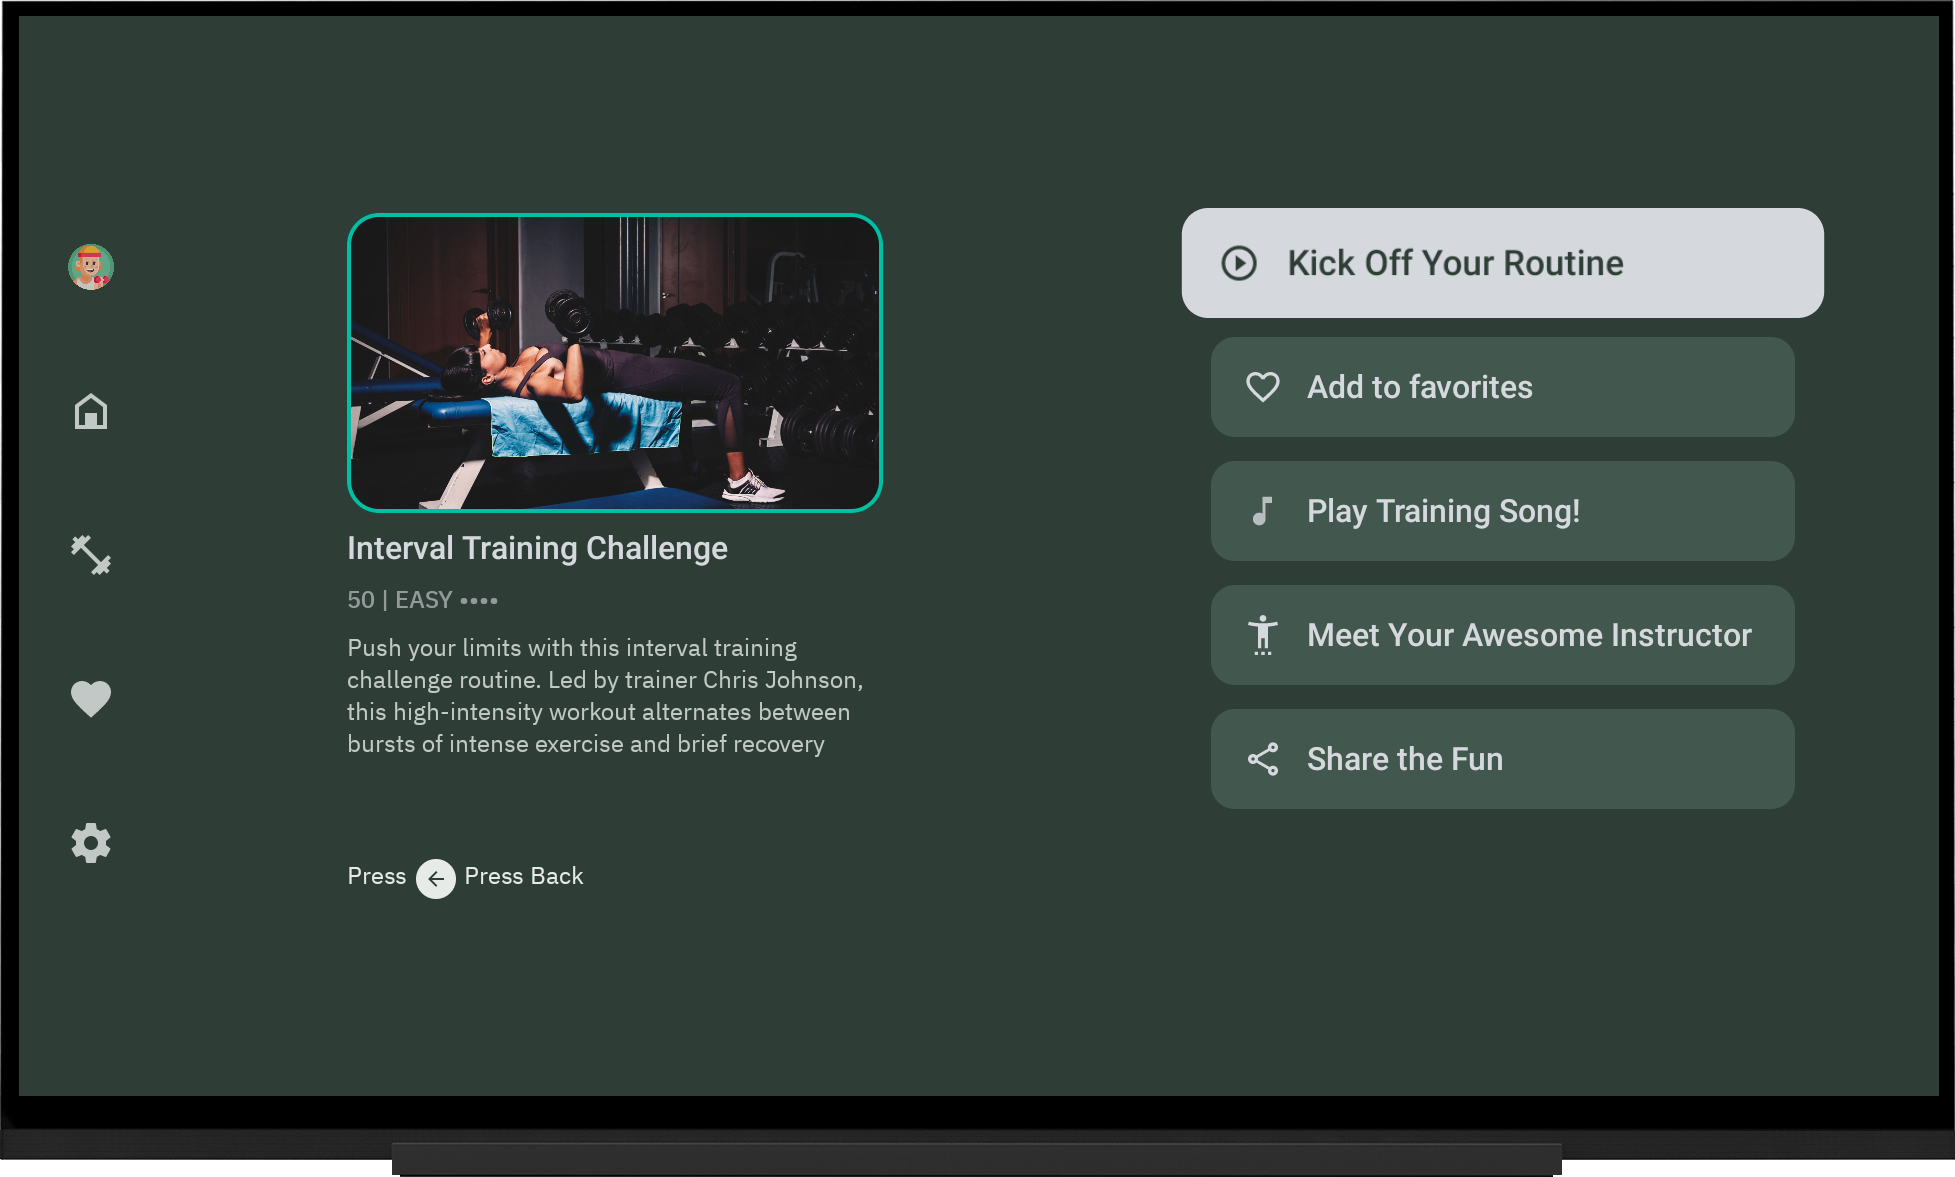 Interval Training Challenge
50 | EASY ••••
Push your limits with this interval training
challenge routine. Led by trainer Chris Johnson,
this high-intensity workout alternates between
bursts of intense exercise and brief recovery
Press Press Back
Kick Off Your Routine
Add to favorites
Play Training Song!
Meet Your Awesome Instructor
Share the Fun